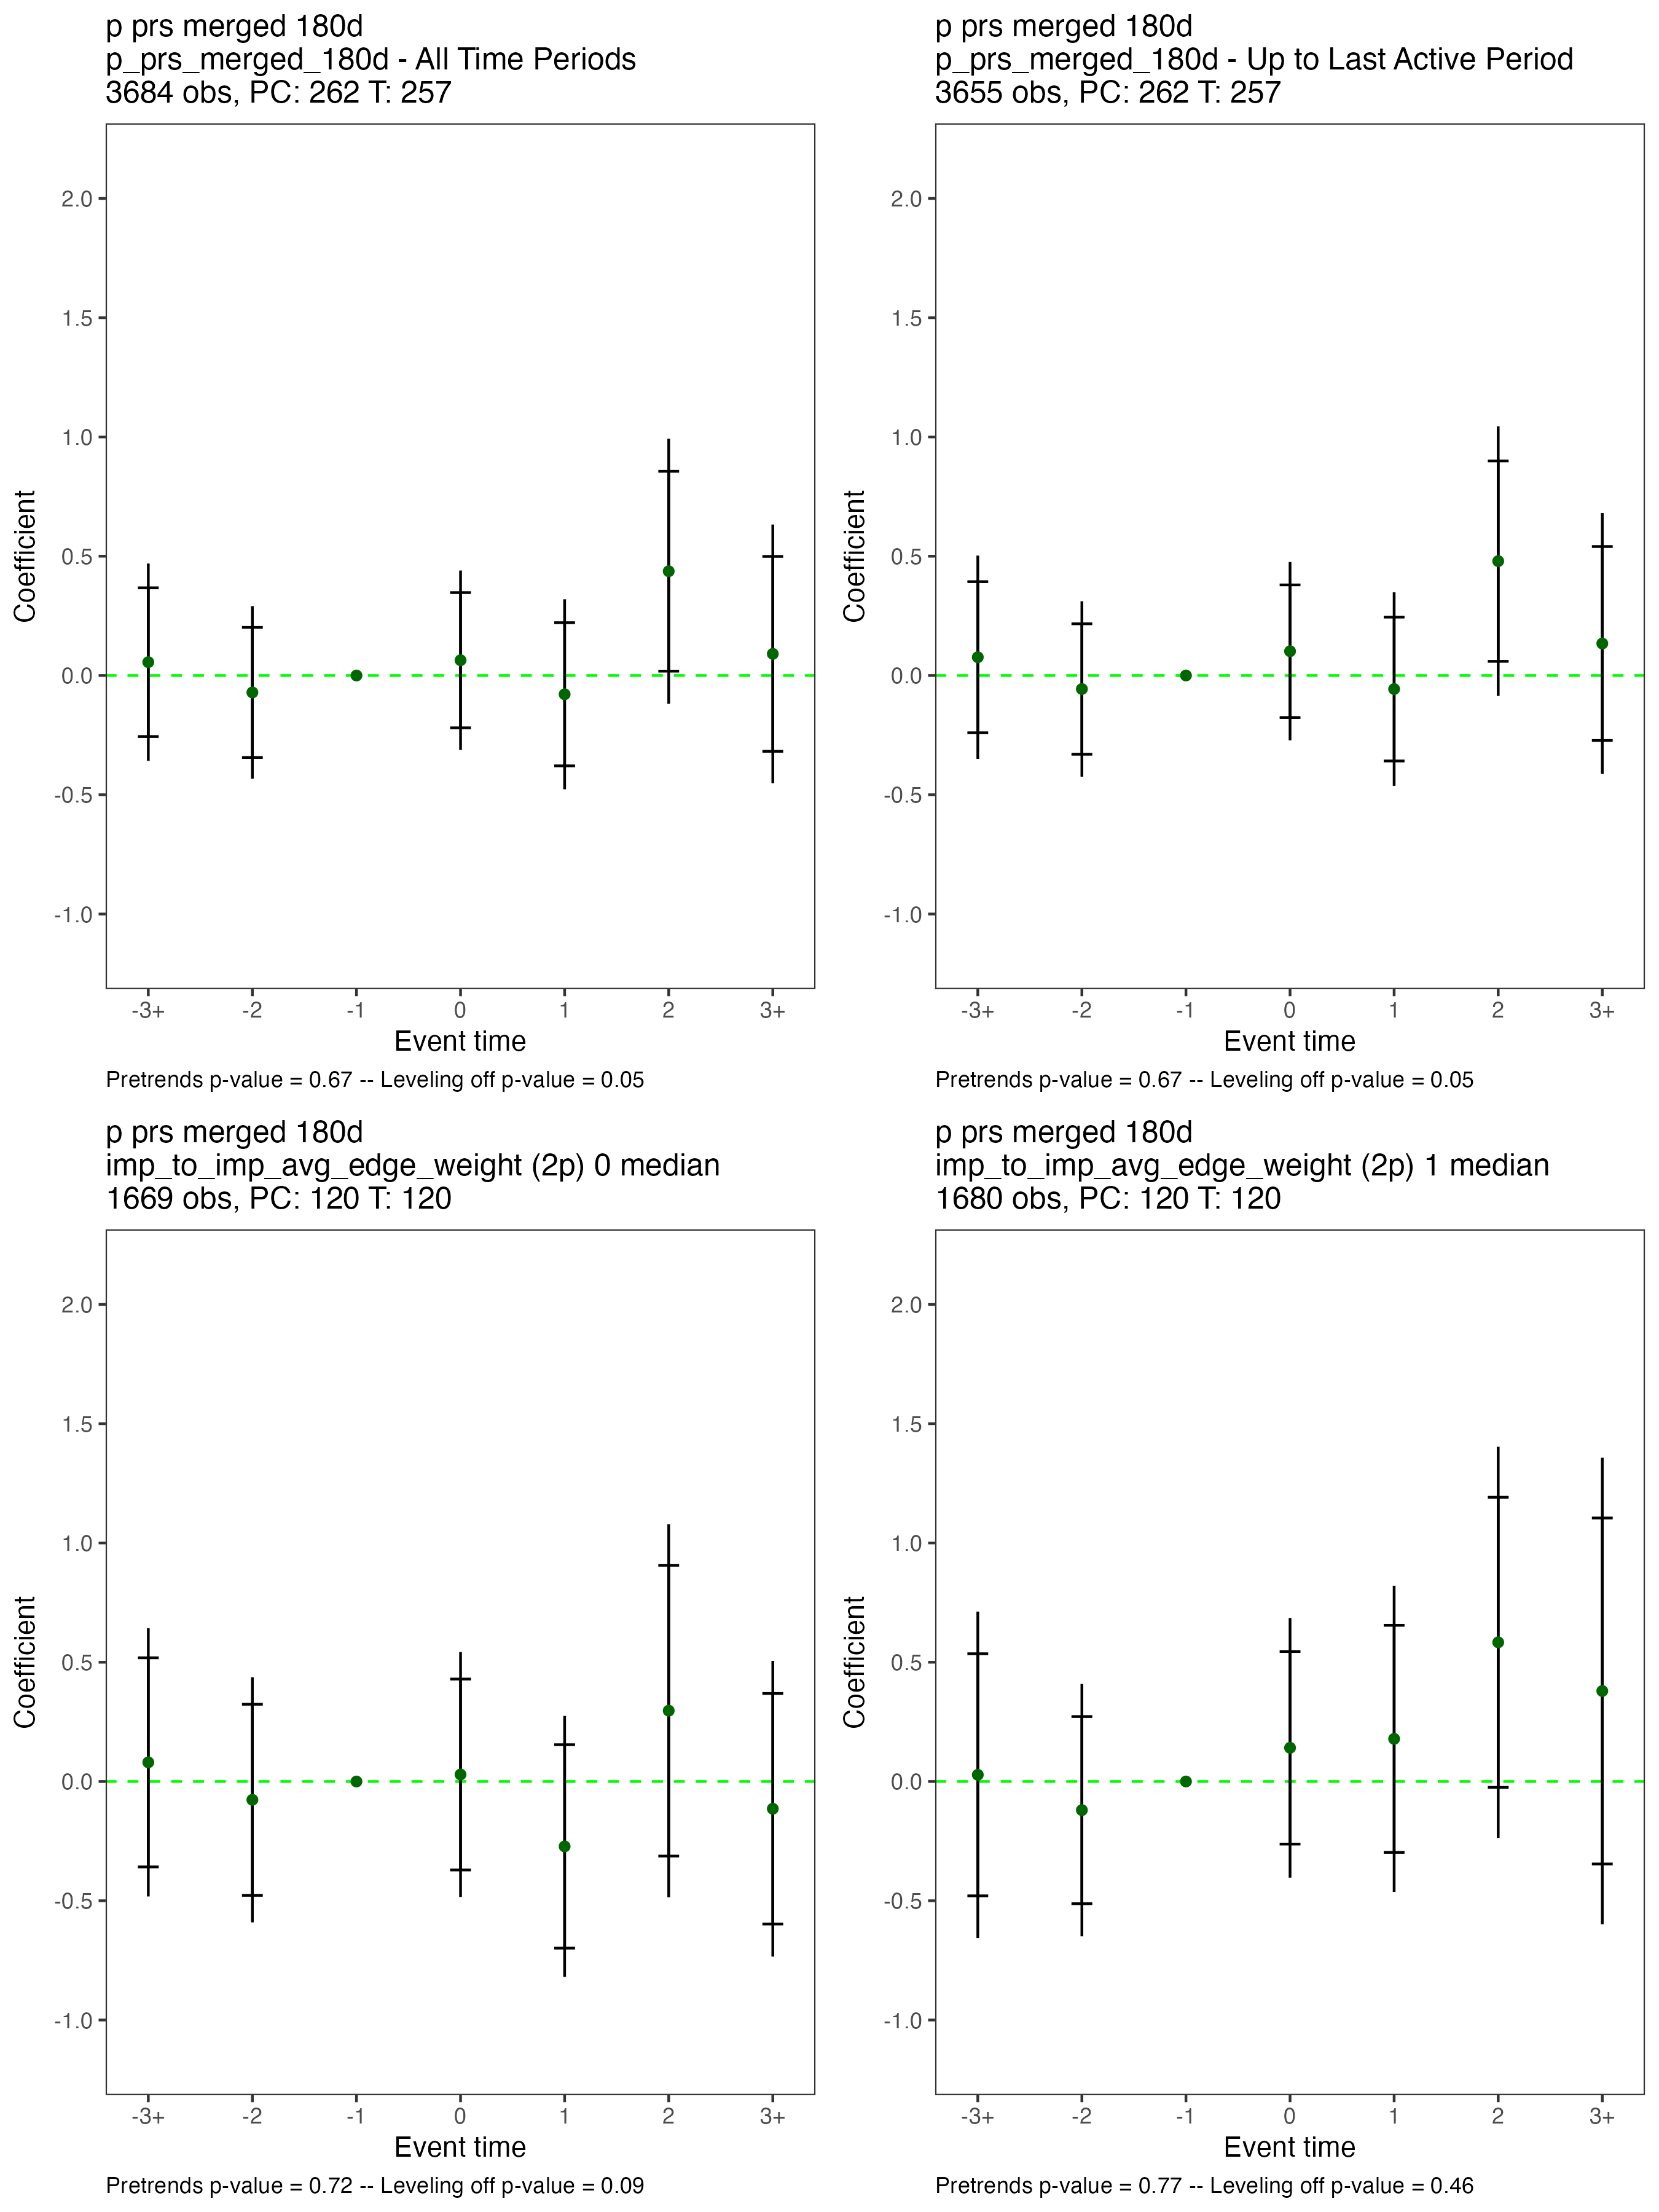 p prs merged 180d
p_prs_merged_180d - All Time Periods
3684 obs, PC: 262 T: 257
2.0
1.5
1.0
0.5
0.0
-0.5
-1.0
Coefficient
-3+ -2 -1 0 1 2 3+
Event time
Pretrends p-value = 0.67 -- Leveling off p-value = 0.05
p prs merged 180d
p_prs_merged_180d - Up to Last Active Period
3655 obs, PC: 262 T: 257
2.0
1.5
1.0
0.5
0.0
-0.5
-1.0
Coefficient
-3+ -2 -1 0 1 2 3+
Event time
Pretrends p-value = 0.67 -- Leveling off p-value = 0.05
p prs merged 180d
imp_to_imp_avg_edge_weight (2p) 0 median
1669 obs, PC: 120 T: 120
2.0
1.5
1.0
0.5
0.0
-0.5
-1.0
Coefficient
-3+ -2 -1 0 1 2 3+
Event time
Pretrends p-value = 0.72 -- Leveling off p-value = 0.09
p prs merged 180d
imp_to_imp_avg_edge_weight (2p) 1 median
1680 obs, PC: 120 T: 120
2.0
1.5
1.0
0.5
0.0
-0.5
-1.0
Coefficient
-3+ -2 -1 0 1 2 3+
Event time
Pretrends p-value = 0.77 -- Leveling off p-value = 0.46